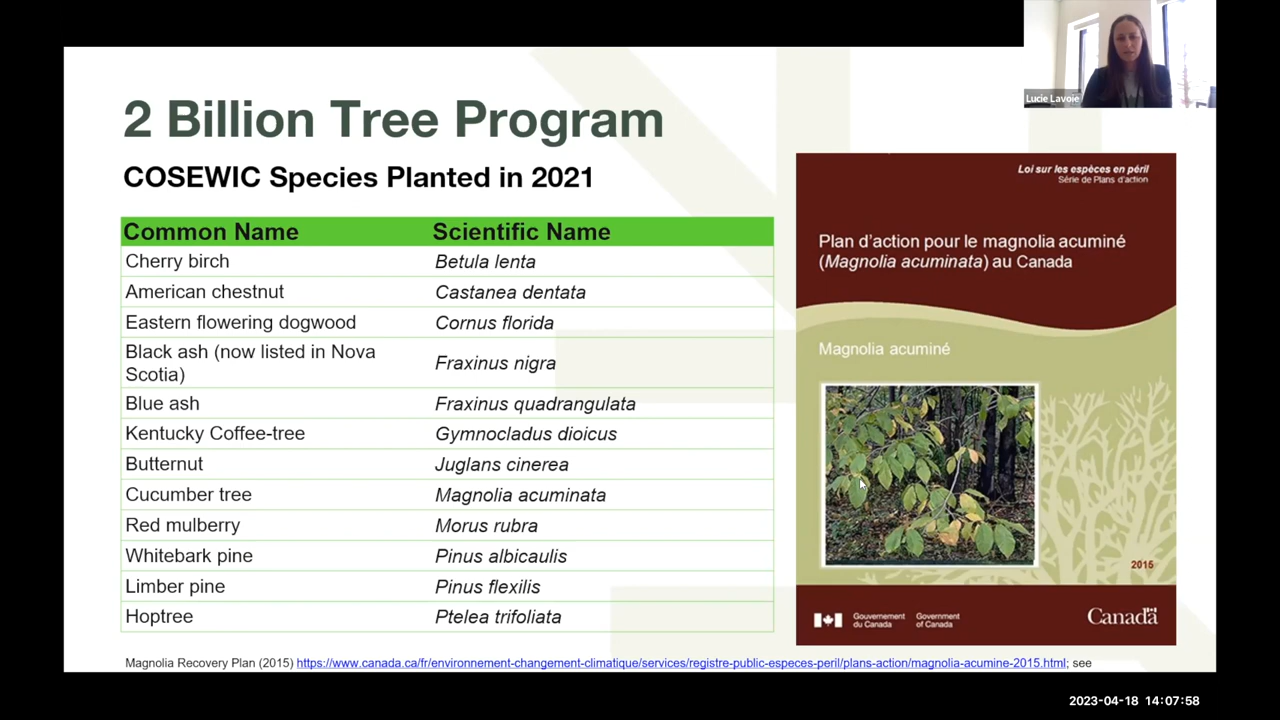 Lucie Lavoie
2 Billion Tree Program
COSEWIC Species Planted in 2021
Common Name Scientific Name
Cherry birch Betula lenta
American chestnut Castanea dentata
Eastern flowering dogwood Cornus florida
Black ash (now listed in Nova
Scotia) Fraxinus nigra
Blue ash Fraxinus quadrangulata
Kentucky Coffee-tree Gymnocladus dioicus
Butternut Juglans cinerea
Cucumber tree Magnolia acuminata
Red mulberry Morus rubra
Whitebark pine Pinus albicaulis
Limber pine Pinus flexilis
Hoptree Ptelea trifoliata
Loi sur les espèces en péril
Série de Plans d'action
Plan d'action pour le magnolia acuminé
(Magnolia acuminata) au Canada
Magnolia acuminé
2015
Gouvernement
du Canada
Government
of Canada
Canada
Magnolia Recovery Plan (2015) https://www.canada.ca/fr/environnement-changement-climatique/services/registre-public-especes-peril/plans-action/magnolia-acumine-2015.html; see
2023-04-18 14:07:58